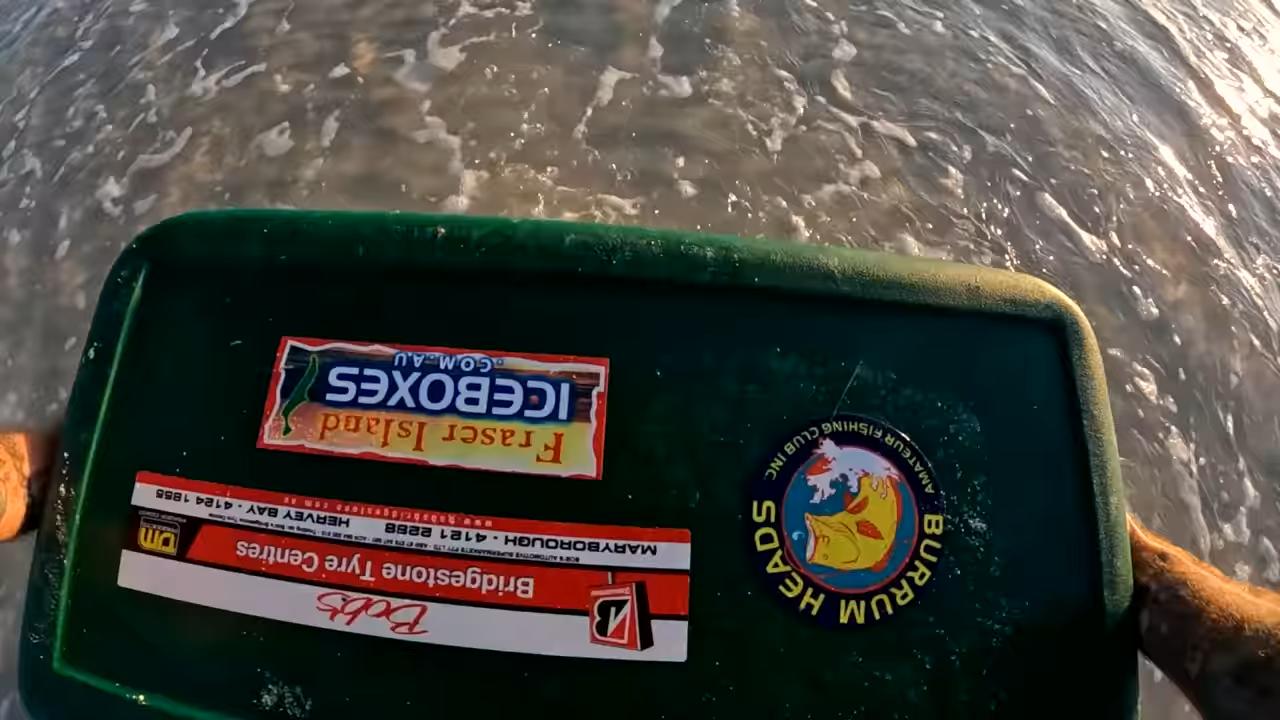 Fraser Island
ICEBOXES
.COM.AU
Bob's
Bridgestone Tyre Centres
MARYBOROUGH - 4121 2288
HERVEY BAY - 4124 1855
BURRUM HEADS
AMATEUR FISHING CLUB INC